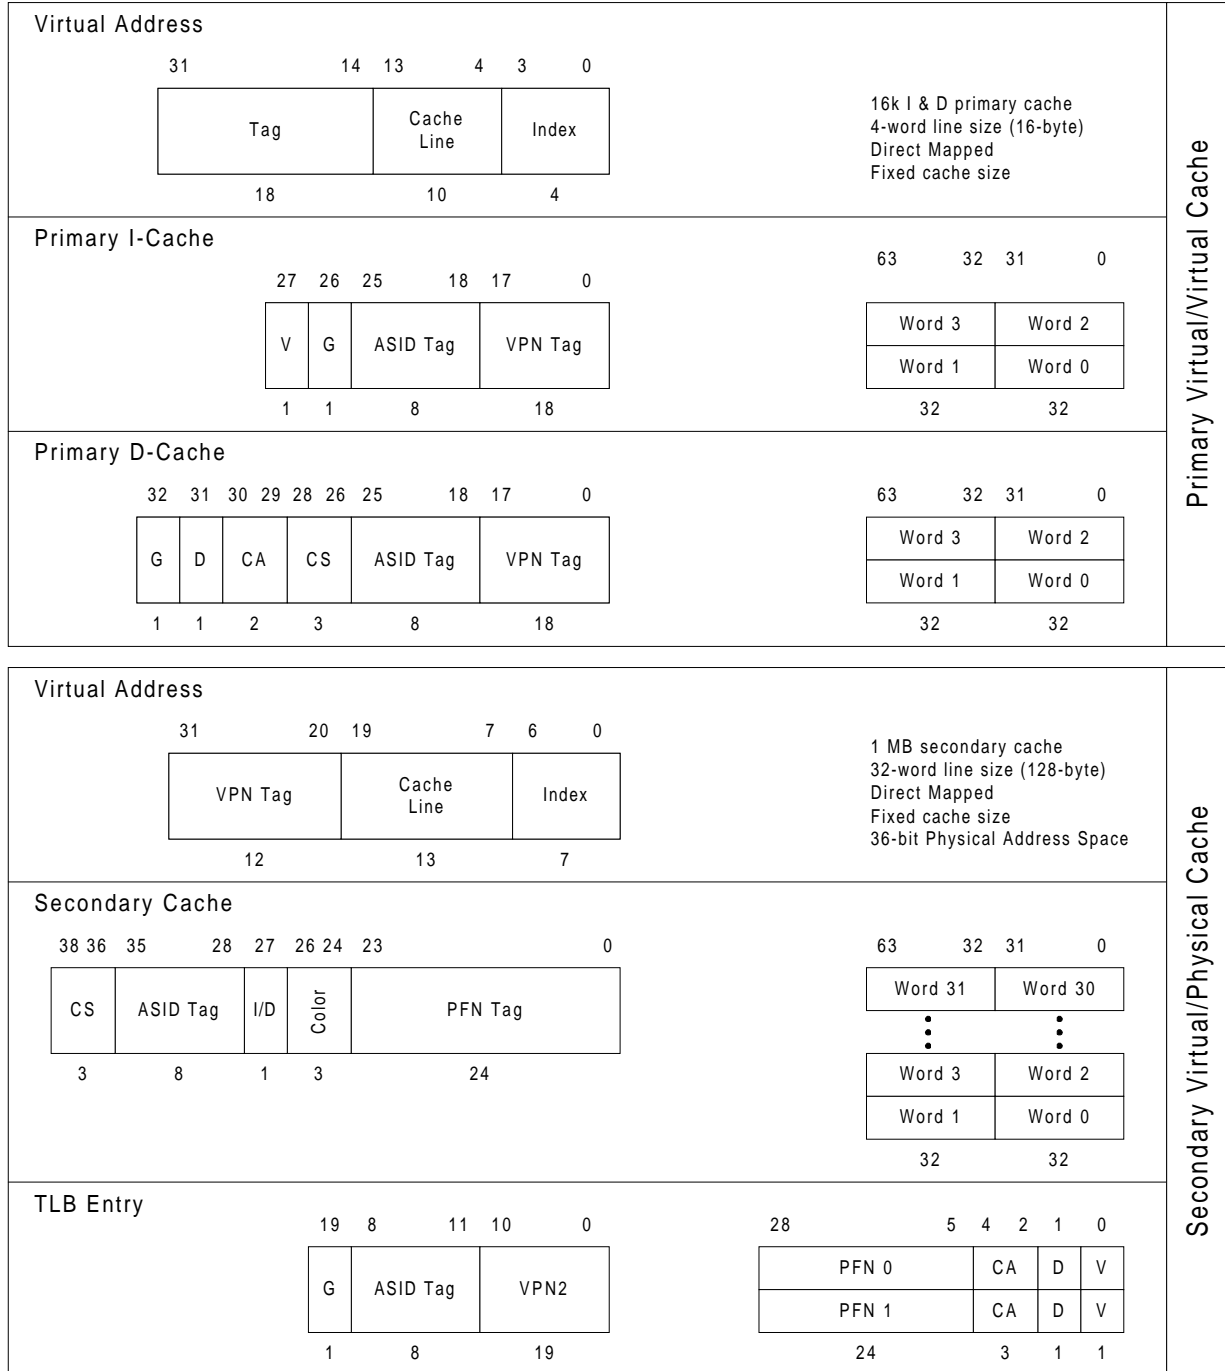 Virtual Address
31 14 13 4 3 0
Tag Cache Line Index
18 10 4
16k I & D primary cache
4-word line size (16-byte)
Direct Mapped
Fixed cache size
Primary I-Cache
27 26 25 18 17 0
V G ASID Tag VPN Tag
1 1 8 18
63 32 31 0
Word 3 Word 2
Word 1 Word 0
32 32
Primary D-Cache
32 31 30 29 28 26 25 18 17 0
G D CA CS ASID Tag VPN Tag
1 1 2 3 8 18
63 32 31 0
Word 3 Word 2
Word 1 Word 0
32 32
Primary Virtual/Virtual Cache
Virtual Address
31 20 19 7 6 0
VPN Tag Cache Line Index
12 13 7
1 MB secondary cache
32-word line size (128-byte)
Direct Mapped
Fixed cache size
36-bit Physical Address Space
Secondary Cache
38 36 35 28 27 26 24 23 0
CS ASID Tag I/D Color PFN Tag
3 8 1 3 24
63 32 31 0
Word 31 Word 30
Word 3 Word 2
Word 1 Word 0
32 32
TLB Entry
19 8 11 10 0
G ASID Tag VPN2
1 8 19
28 5 4 2 1 0
PFN 0 CA D V
PFN 1 CA D V
24 3 1 1
Secondary Virtual/Physical Cache